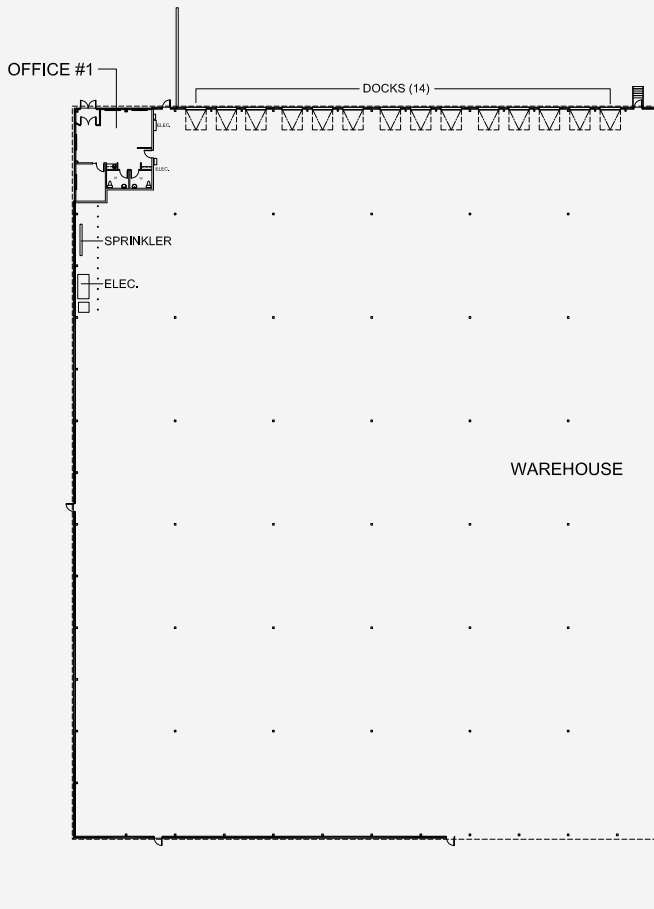 OFFICE #1
DOCKS (14)
ELEC.
ELEC.
SPRINKLER
ELEC.
WAREHOUSE